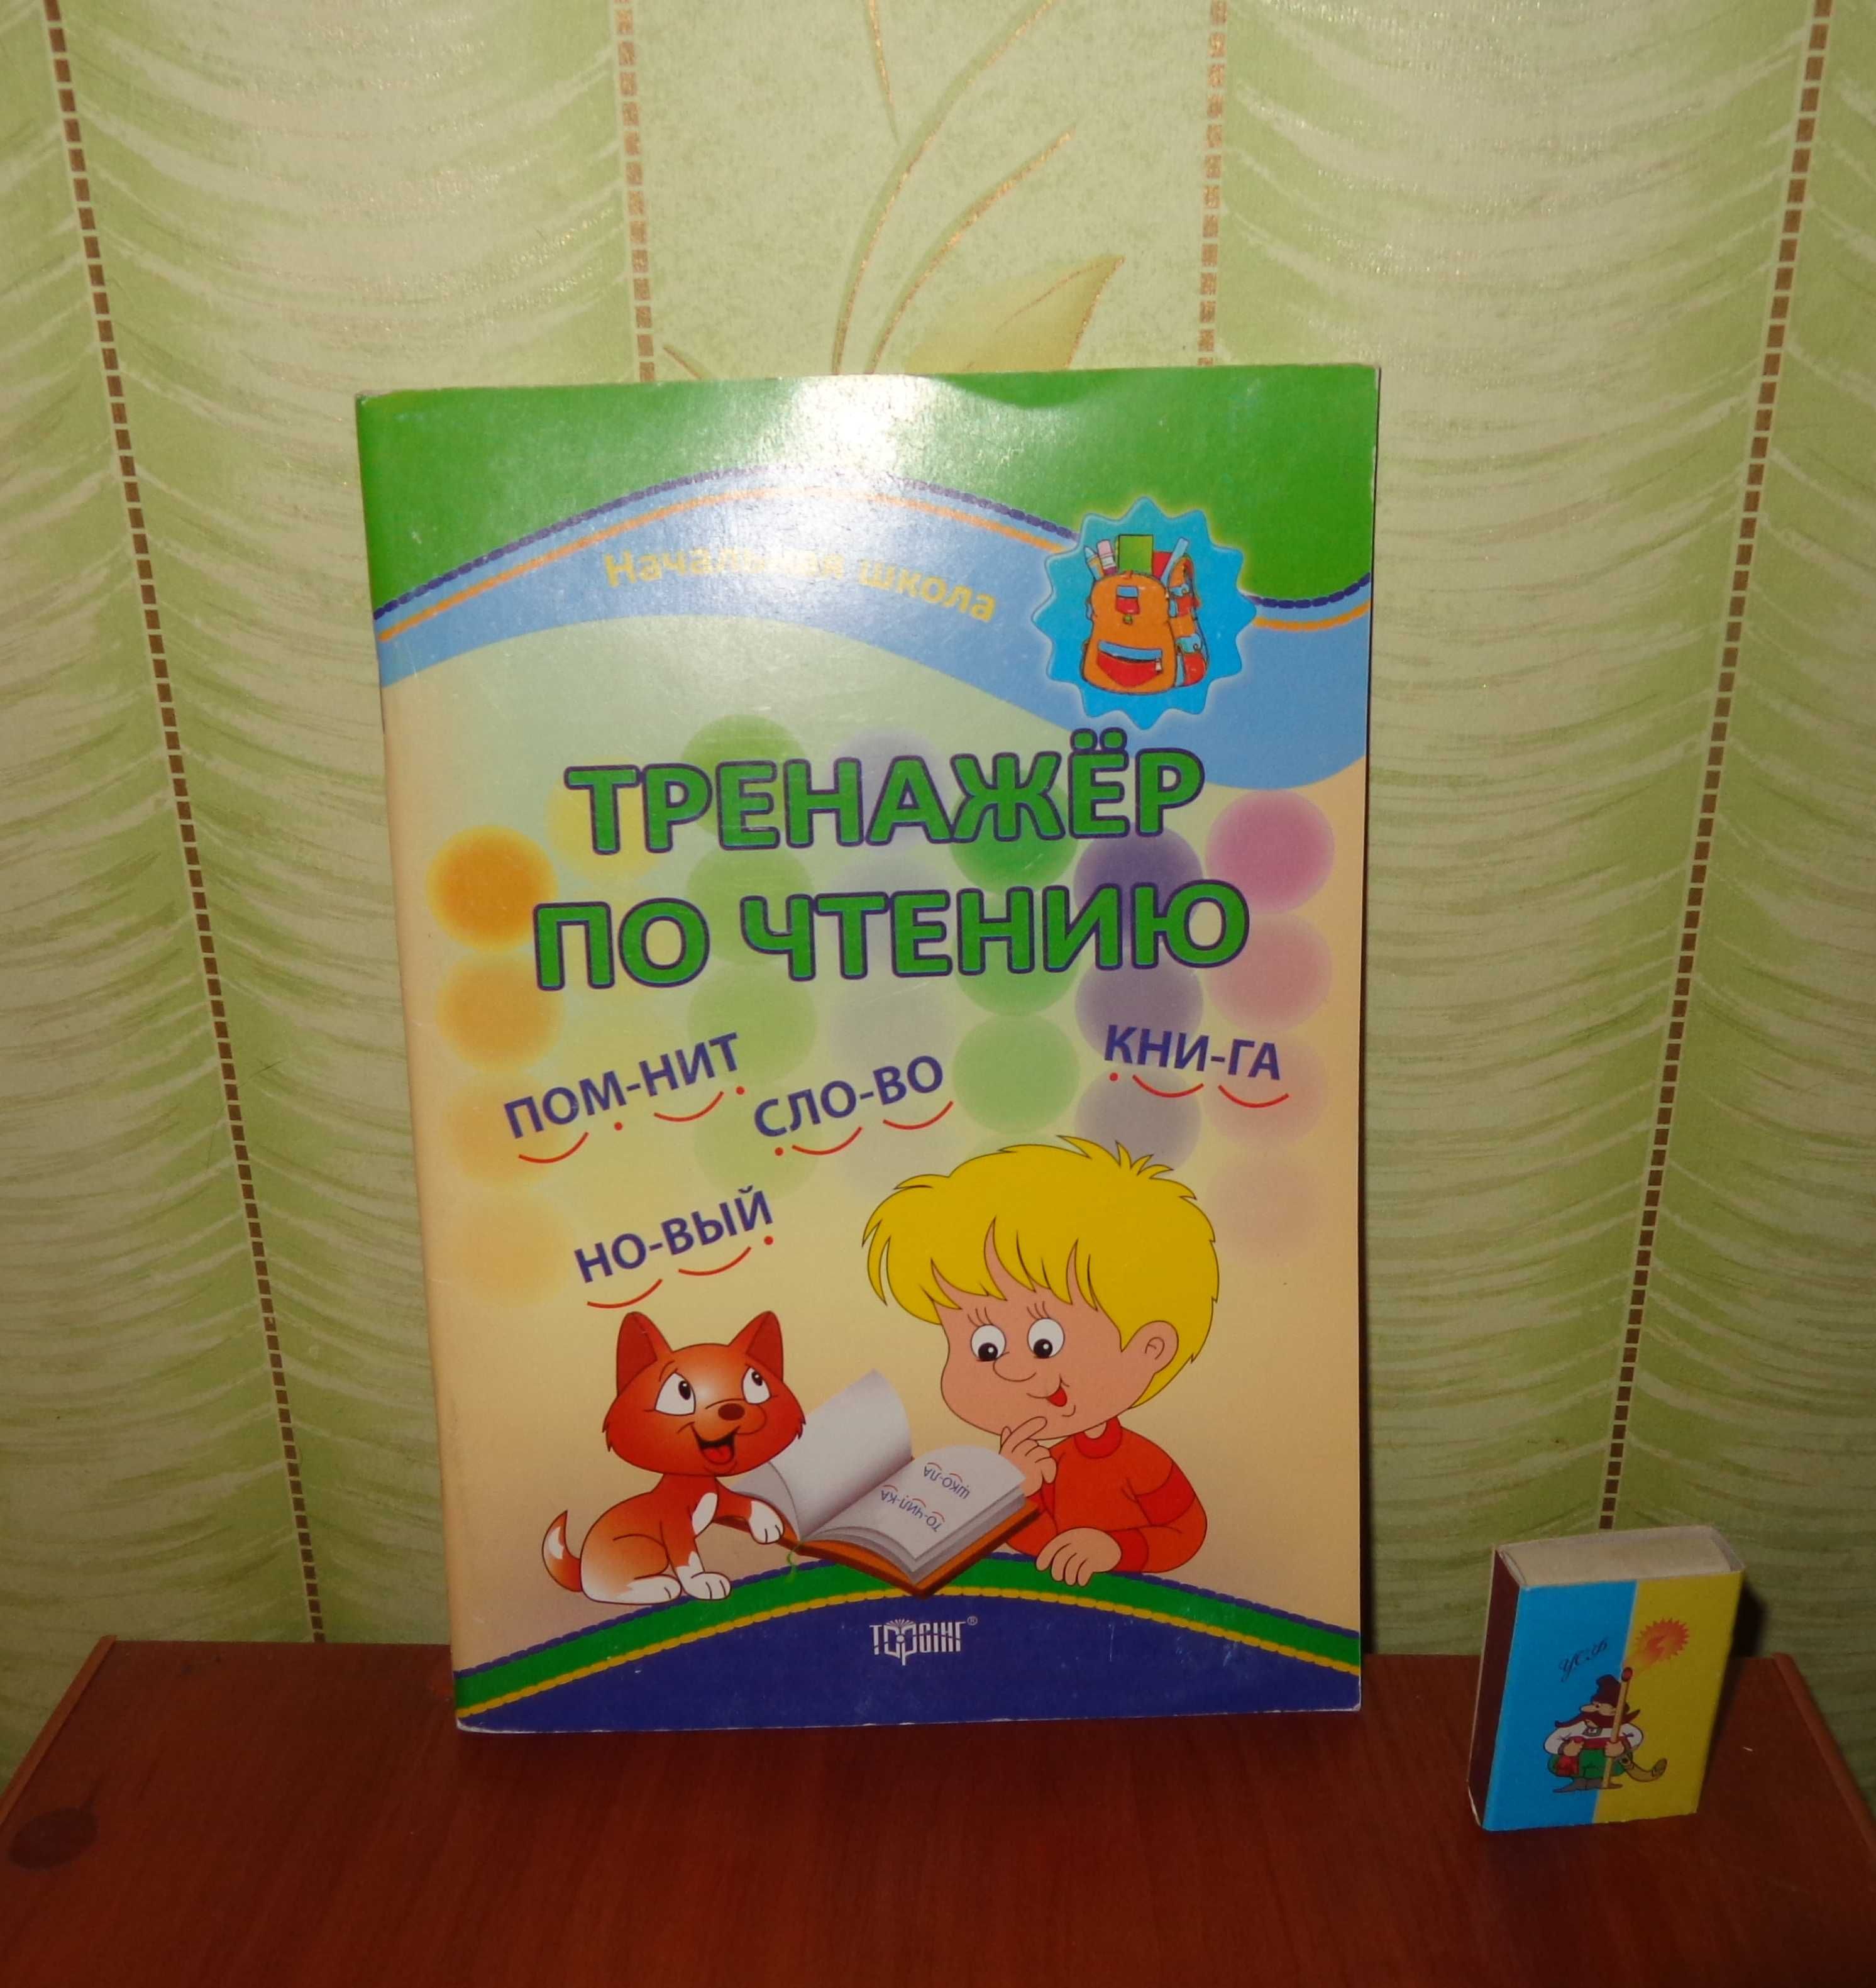 Начальная школа
ТРЕНАЖЁР
ПО ЧТЕНИЮ
ПОМ-НИТ
СЛО-ВО
КНИ-ГА
НО-ВЫЙ
ШКО-ЛА
ТО-ЧИЛ-КА
ТОРСІНГ®
УСФ